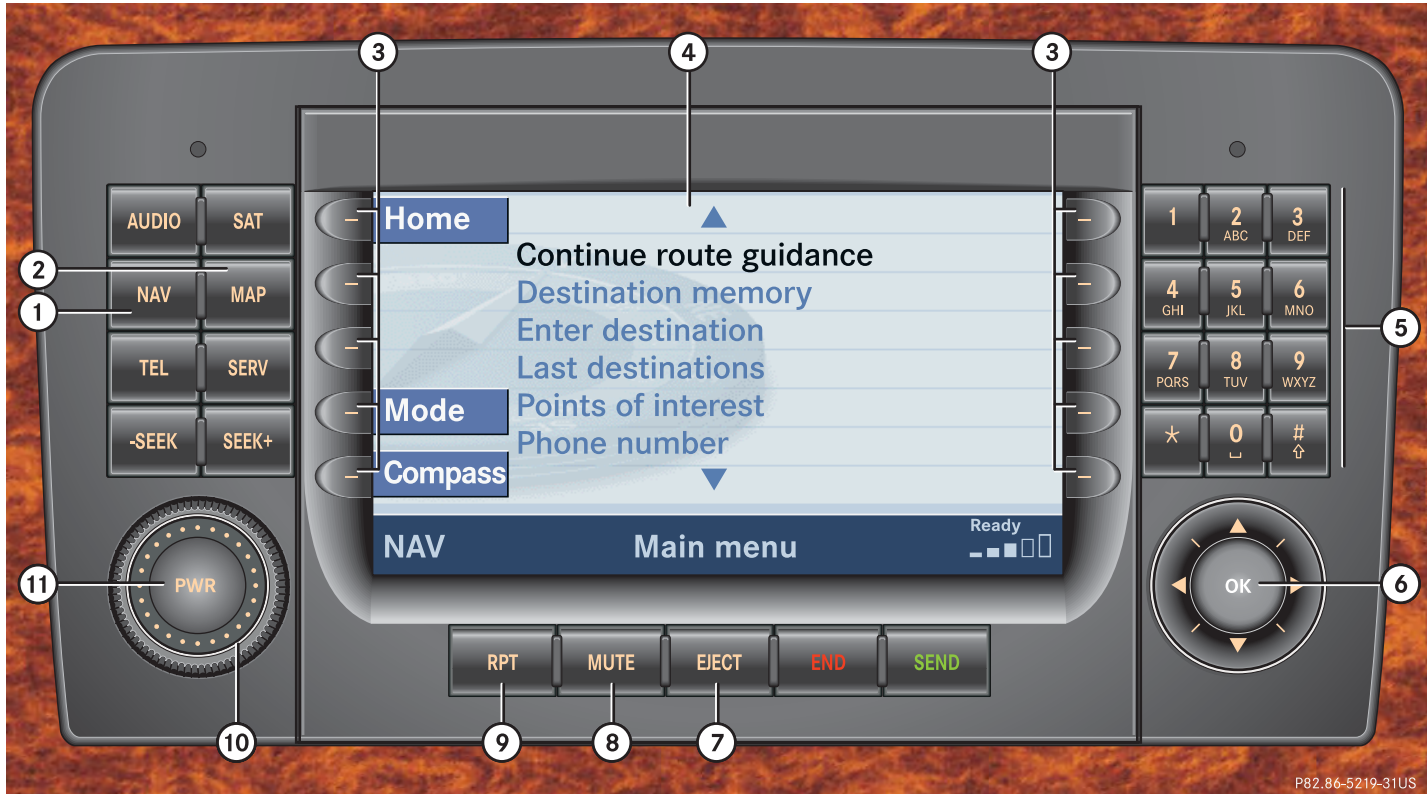 3
4
3
AUDIO
SAT
Home
1
2
ABC
3
DEF
2
Continue route guidance
NAV
MAP
Destination memory
4
GHI
5
JKL
6
MNO
1
Enter destination
5
TEL
SERV
Last destinations
7
PQRS
8
TUV
9
WXYZ
Mode
Points of interest
-SEEK
SEEK+
Phone number
*
0
#
Compass
NAV
Main menu
Ready
11
PWR
OK
6
RPT
MUTE
EJECT
END
SEND
10
9
8
7
P82.86-5219-31US